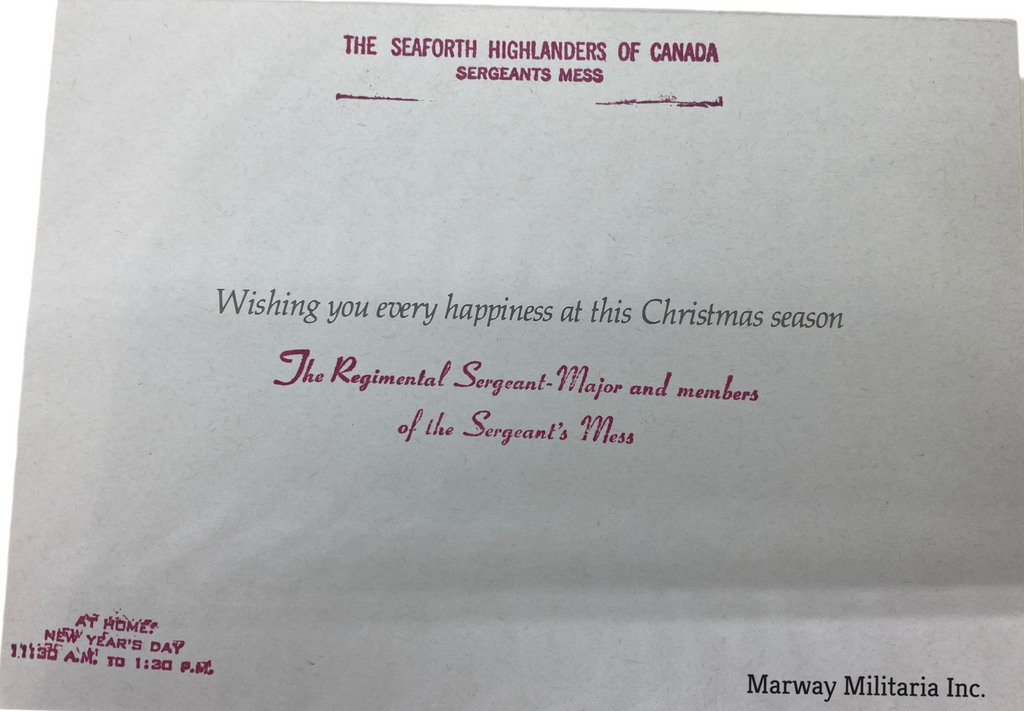 THE SEAFORTH HIGHLANDERS OF CANADA
SERGEANTS MESS
Wishing you every happiness at this Christmas season
The Regimental Sergeant-Major and members
of the Sergeant's Mess
AT HOME:
NEW YEAR'S DAY
11:30 A.M. TO 1:30 P.M.
Marway Militaria Inc.